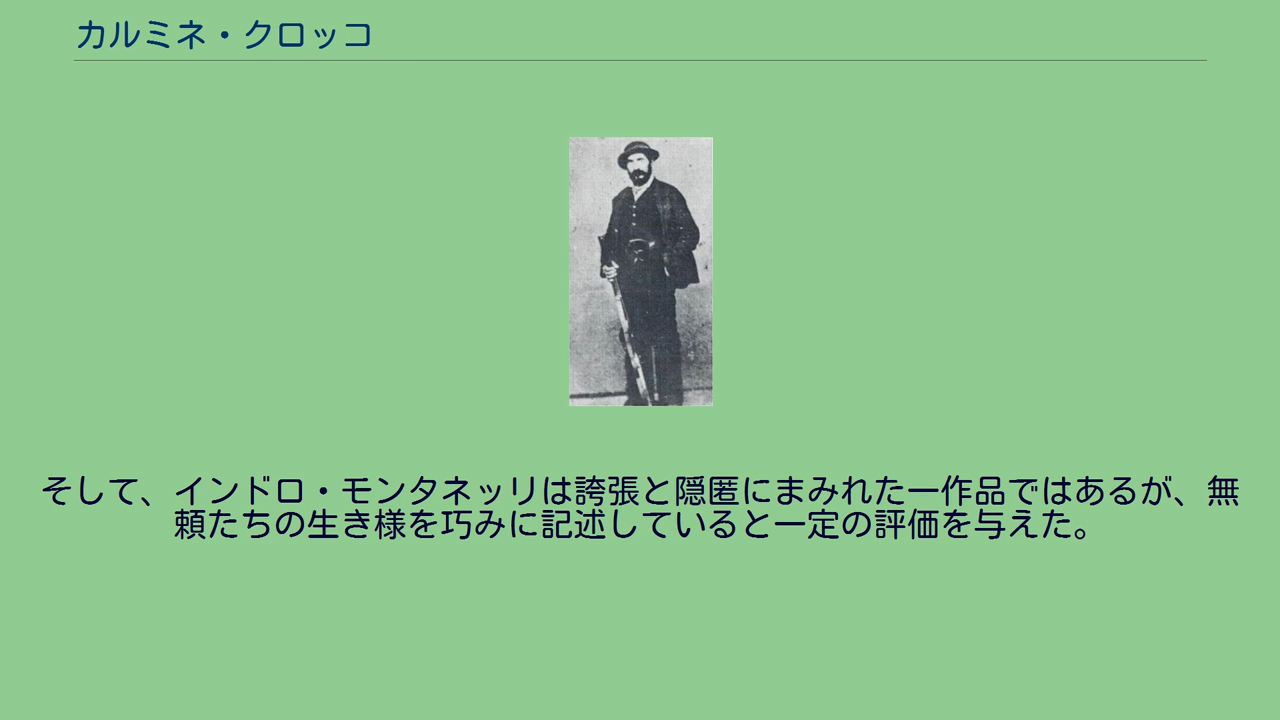 カルミネ・クロッコ
そして、インドロ・モンタネッリは誇張と隠匿にまみれた一作品ではあるが、無
頼たちの生き様を巧みに記述していると一定の評価を与えた。